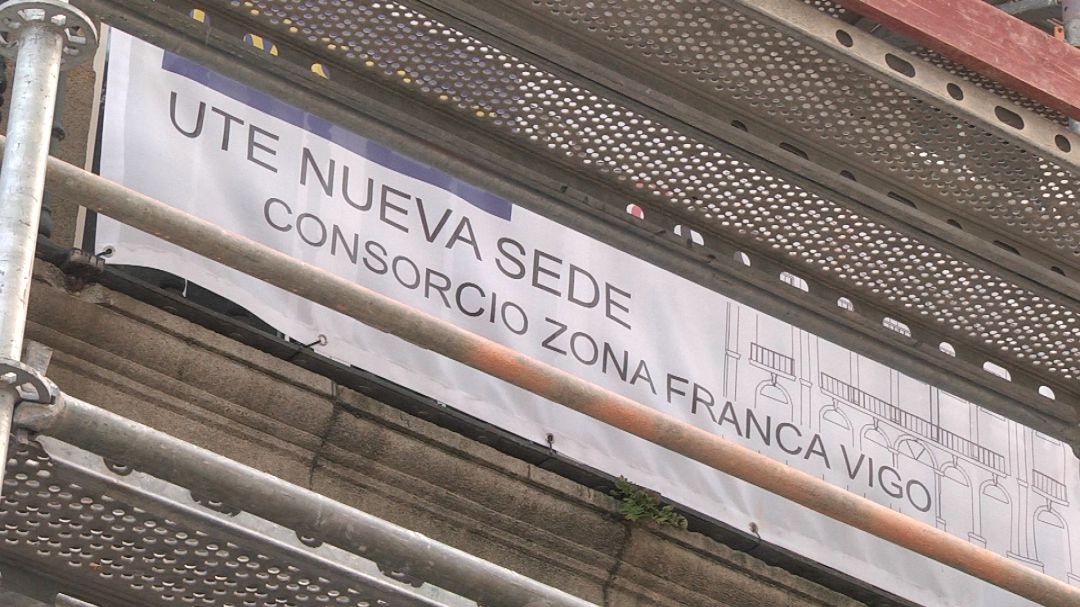 UTE NUEVA SEDE
CONSORCIO ZONA FRANCA VIGO